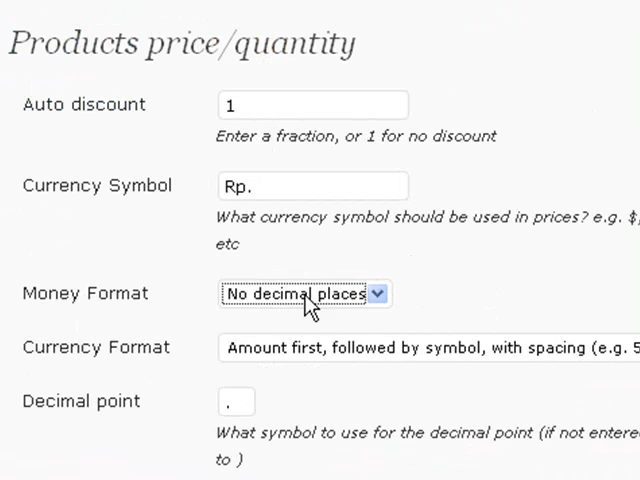 Products price/quantity
Auto discount
1
Enter a fraction, or 1 for no discount
Currency Symbol
Rp.
What currency symbol should be used in prices? e.g. $,
etc
Money Format
No decimal places
Currency Format
Amount first, followed by symbol, with spacing (e.g. 5
Decimal point
.
What symbol to use for the decimal point (if not entere
to )